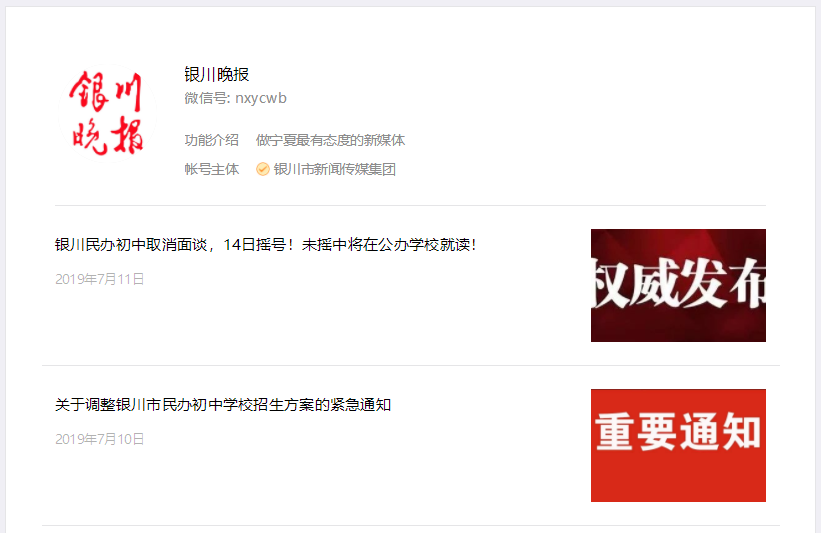 银川
晚报
银川晚报
微信号: nxycwb
功能介绍 做宁夏最有态度的新媒体
帐号主体 银川市新闻传媒集团
银川民办初中取消面谈，14日摇号！未摇中将在公办学校就读！
2019年7月11日
权威发布
关于调整银川市民办初中学校招生方案的紧急通知
2019年7月10日
重要通知